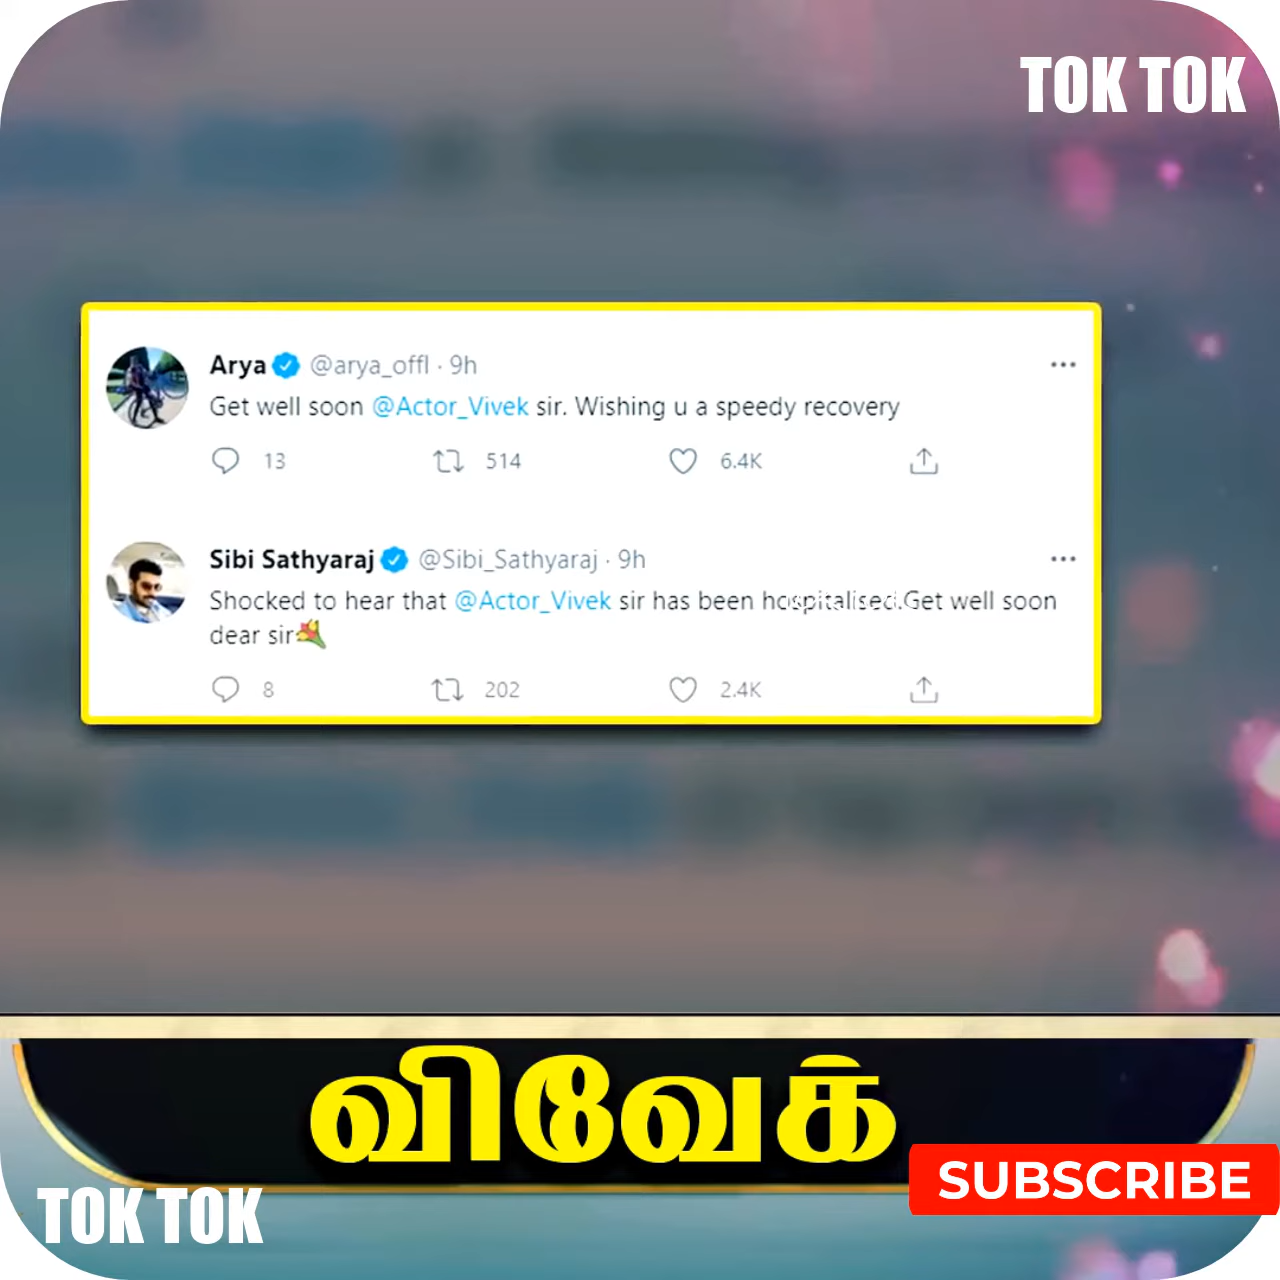 TOK TOK
Arya @arya_offl · 9h
Get well soon @Actor_Vivek sir. Wishing u a speedy recovery
13 514 6.4K
Sibi Sathyaraj @Sibi_Sathyaraj · 9h
Shocked to hear that @Actor_Vivek sir has been hospitalised.Get well soon
dear sir💐
8 202 2.4K
விவேக்
SUBSCRIBE
TOK TOK